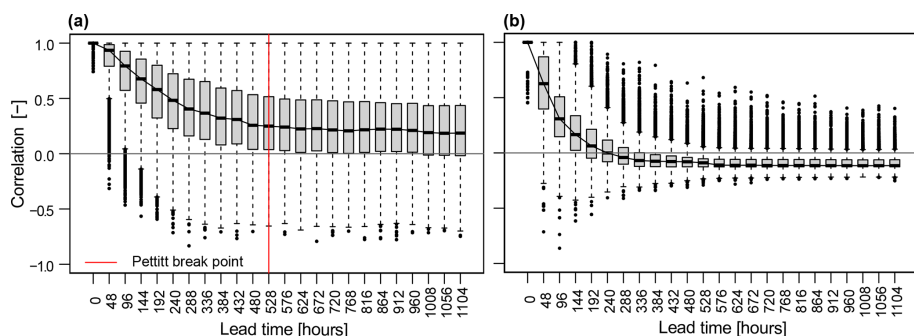 (a)
(b)
Correlation [-]
1.0
0.5
0.0
−0.5
−1.0
Pettitt break point
0 48 96 144 192 240 288 336 384 432 480 528 576 624 672 720 768 816 864 912 960 1008 1056 1104
0 48 96 144 192 240 288 336 384 432 480 528 576 624 672 720 768 816 864 912 960 1008 1056 1104
Lead time [hours]
Lead time [hours]